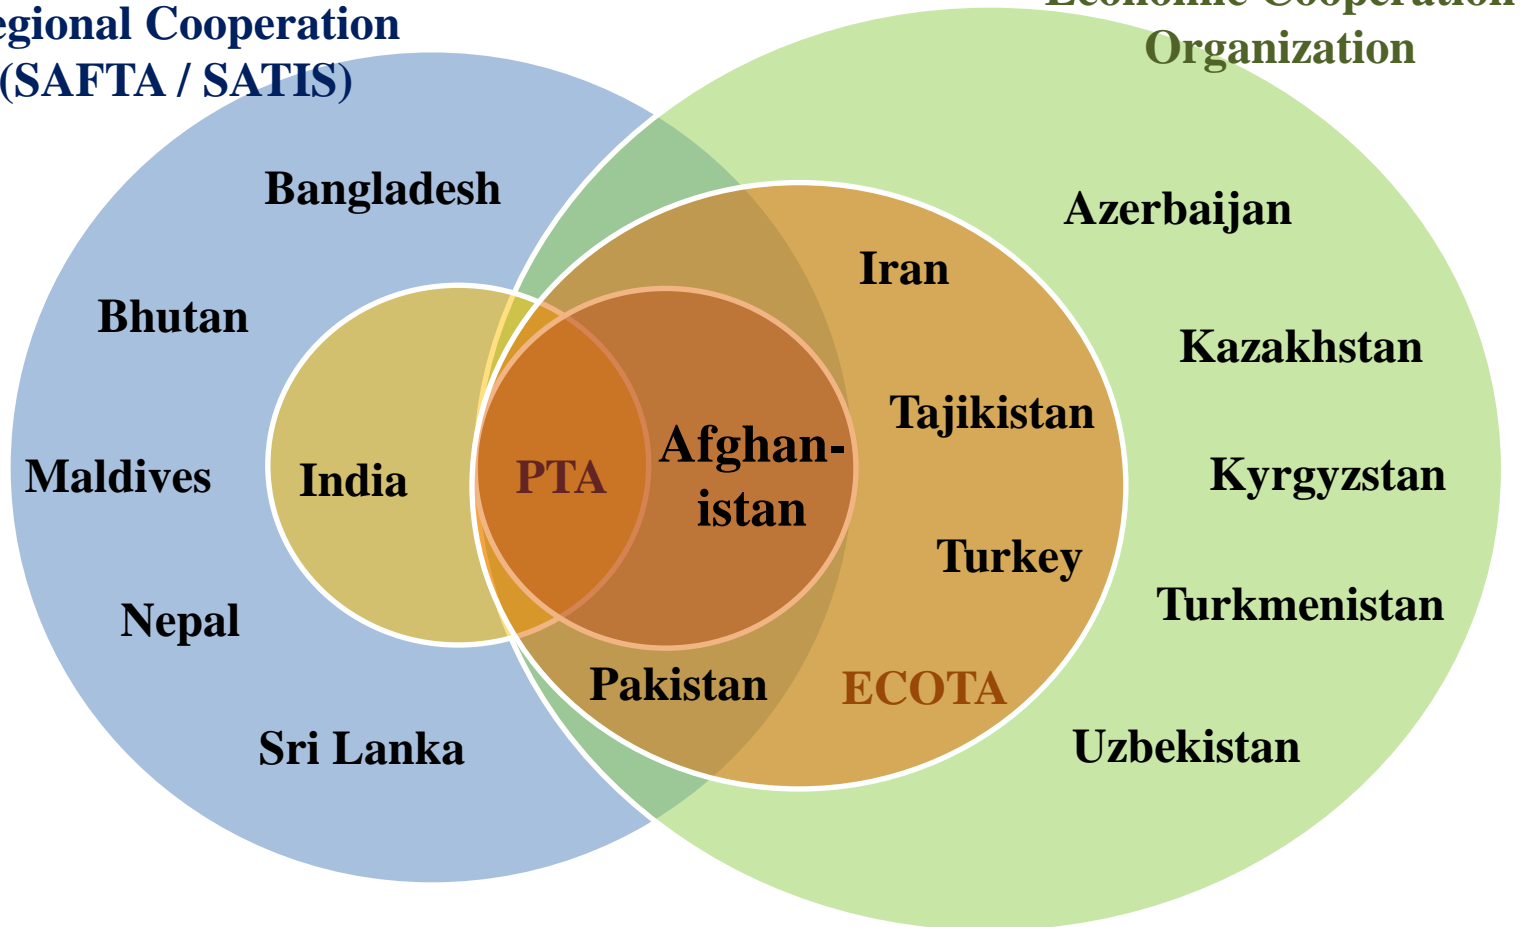 Regional Cooperation
(SAFTA / SATIS)
Organization
Bangladesh
Bhutan
Maldives
Nepal
Sri Lanka
India
PTA
Afghan-
istan
Pakistan
Iran
Tajikistan
Turkey
ECOTA
Azerbaijan
Kazakhstan
Kyrgyzstan
Turkmenistan
Uzbekistan